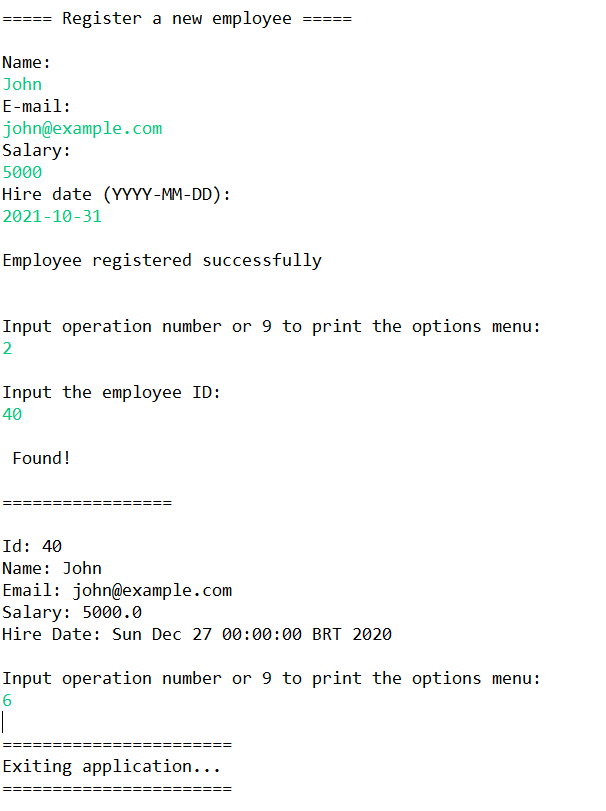 ===== Register a new employee =====
Name:
John
E-mail:
john@example.com
Salary:
5000
Hire date (YYYY-MM-DD):
2021-10-31
Employee registered successfully
Input operation number or 9 to print the options menu:
2
Input the employee ID:
40
Found!
=================
Id: 40
Name: John
Email: john@example.com
Salary: 5000.0
Hire Date: Sun Dec 27 00:00:00 BRT 2020
Input operation number or 9 to print the options menu:
6
=======================
Exiting application...
=======================